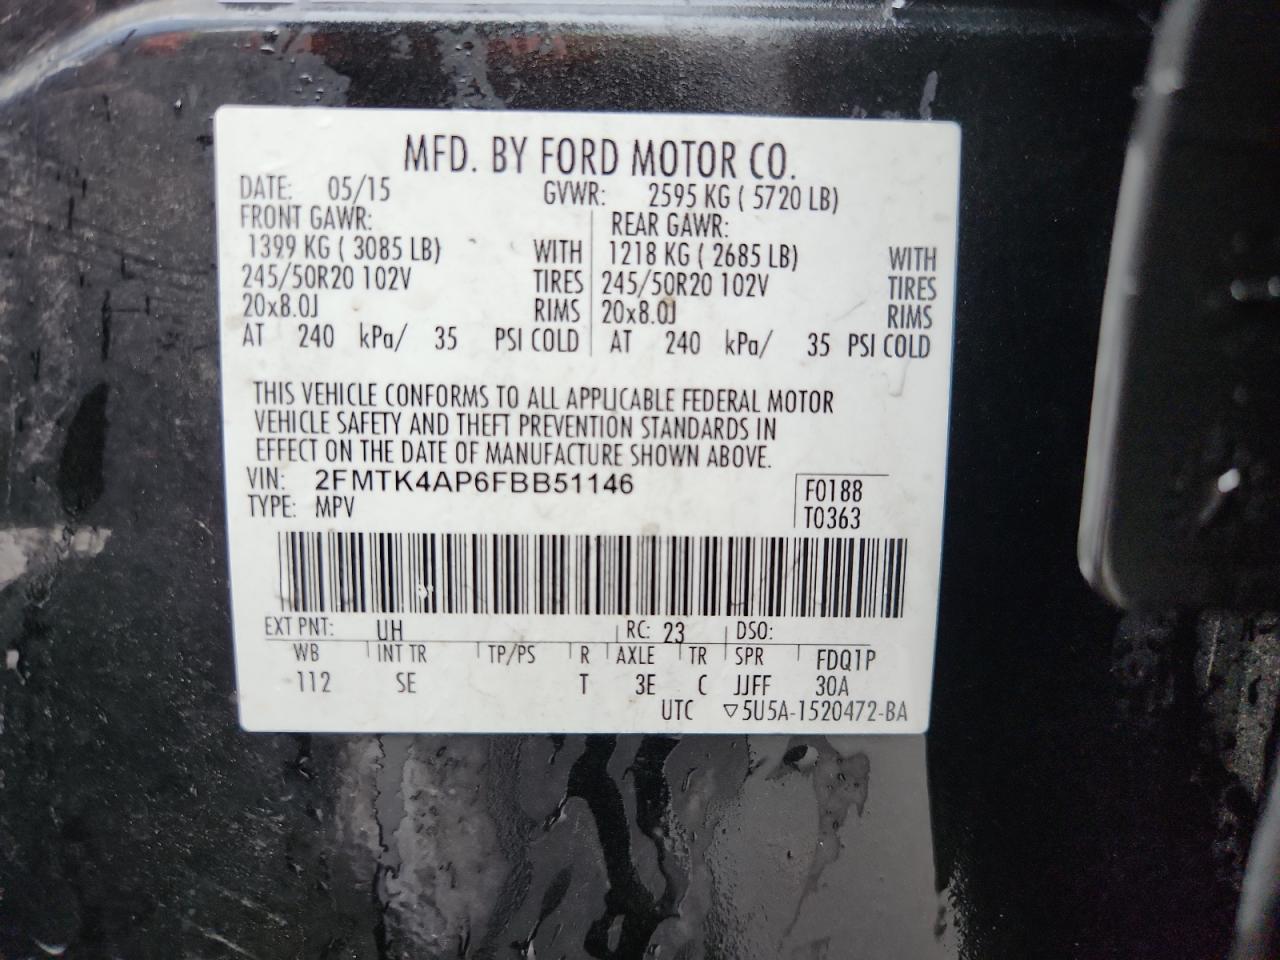 MFD. BY FORD MOTOR CO.
DATE: 05/15 GVWR: 2595 KG ( 5720 LB)
FRONT GAWR: REAR GAWR:
1399 KG ( 3085 LB) WITH 1218 KG ( 2685 LB) WITH
245/50R20 102V TIRES 245/50R20 102V TIRES
20x8.0J RIMS 20x8.0J RIMS
AT 240 kPa/ 35 PSI COLD AT 240 kPa/ 35 PSI COLD
THIS VEHICLE CONFORMS TO ALL APPLICABLE FEDERAL MOTOR
VEHICLE SAFETY AND THEFT PREVENTION STANDARDS IN
EFFECT ON THE DATE OF MANUFACTURE SHOWN ABOVE.
VIN: 2FMTK4AP6FBB51146 F0188
TYPE: MPV T0363
EXT PNT: UH RC: 23 DSO:
WB INT TR TP/PS R AXLE TR SPR FDQ1P
112 SE T 3E C JJFF 30A
UTC ▽5U5A-1520472-BA